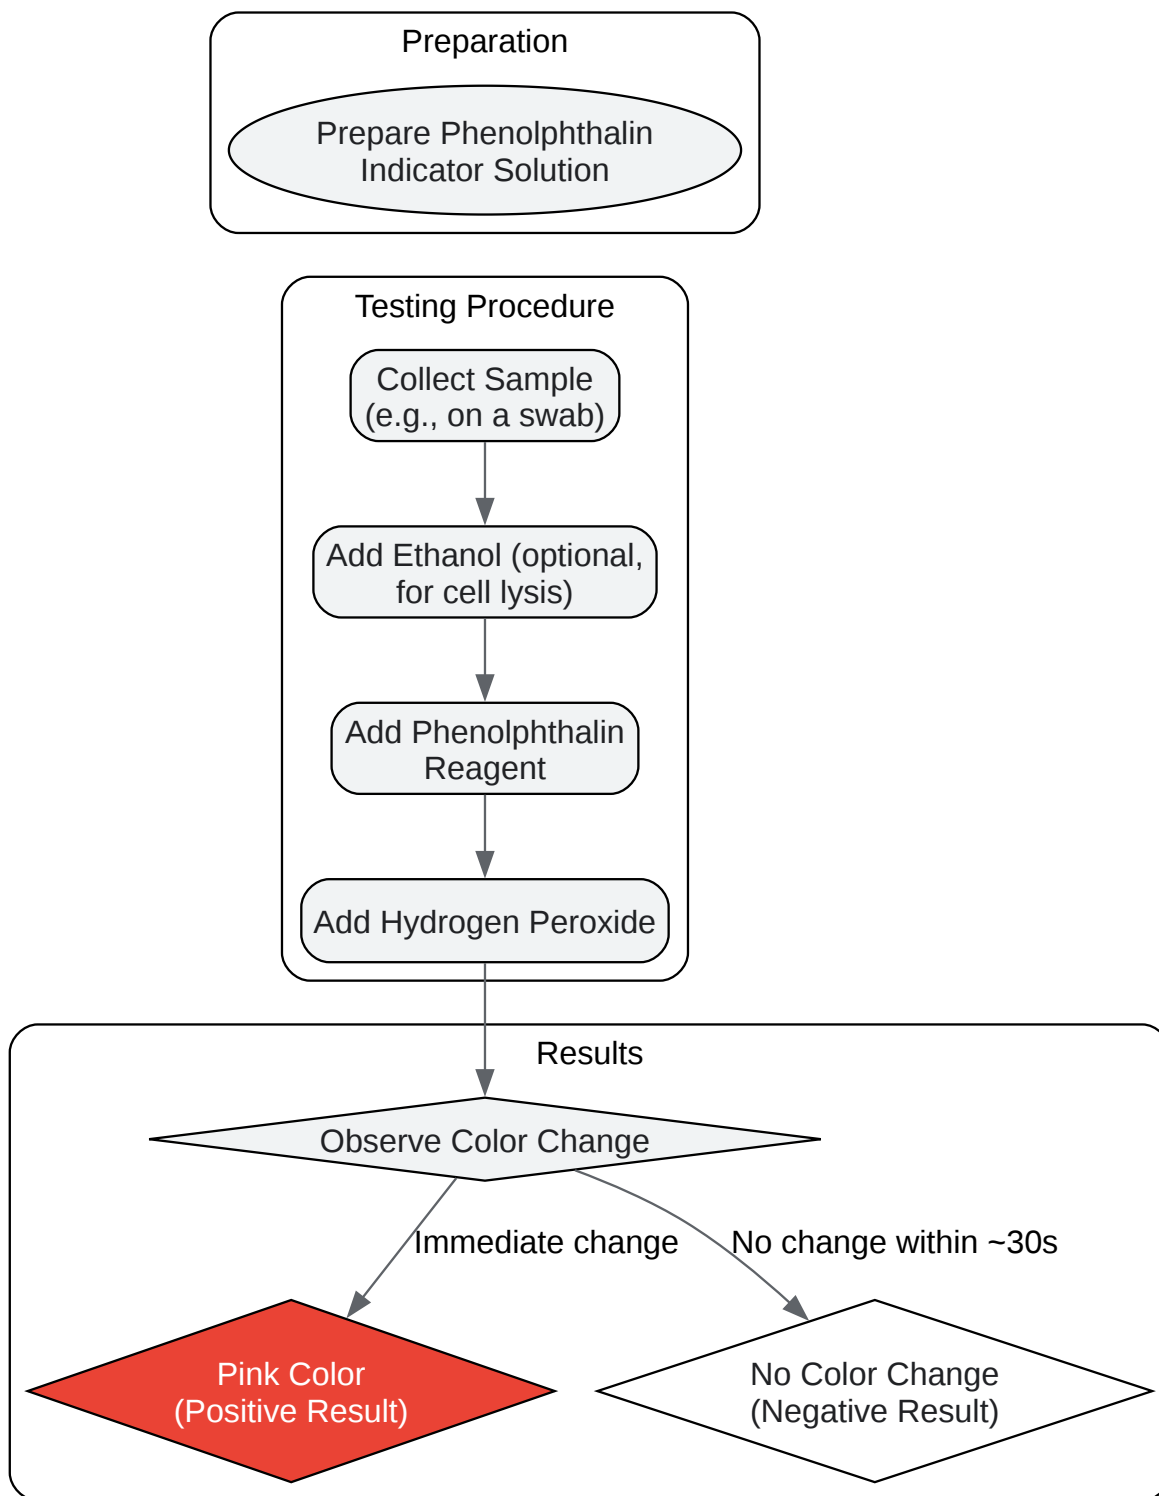 Preparation
Prepare Phenolphthalin
Indicator Solution
Testing Procedure
Collect Sample
(e.g., on a swab)
Add Ethanol (optional,
for cell lysis)
Add Phenolphthalin
Reagent
Add Hydrogen Peroxide
Results
Observe Color Change
Immediate change
No change within ~30s
Pink Color
(Positive Result)
No Color Change
(Negative Result)